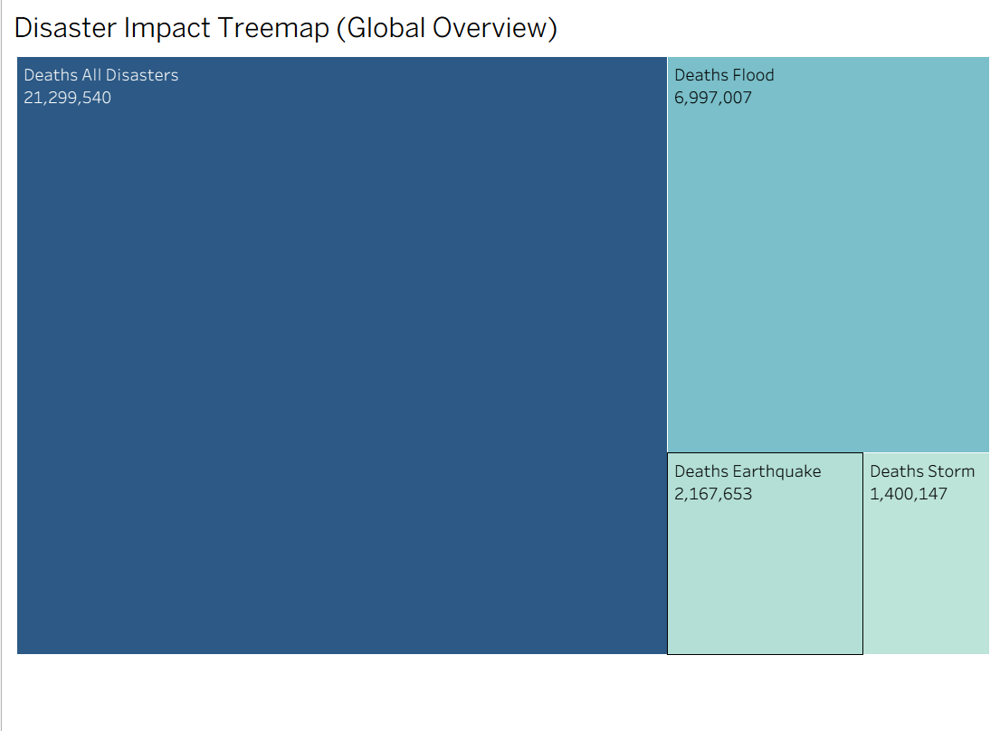 Disaster Impact Treemap (Global Overview)
Deaths All Disasters
21,299,540
Deaths Flood
6,997,007
Deaths Earthquake
2,167,653
Deaths Storm
1,400,147